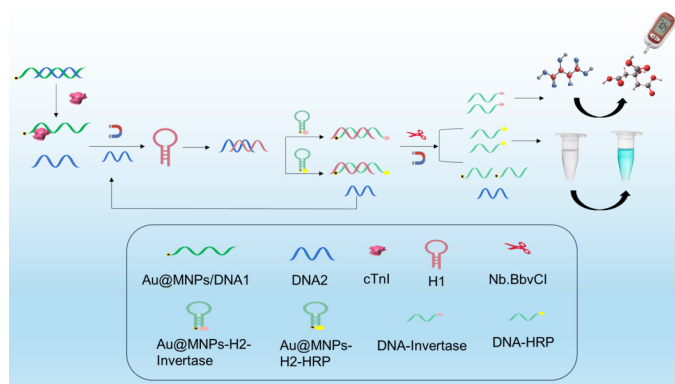 Au@MNPs/DNA1
DNA2
cTnI
H1
Nb.BbvCI
Au@MNPs-H2-
Invertase
Au@MNPs-
H2-HRP
DNA-Invertase
DNA-HRP